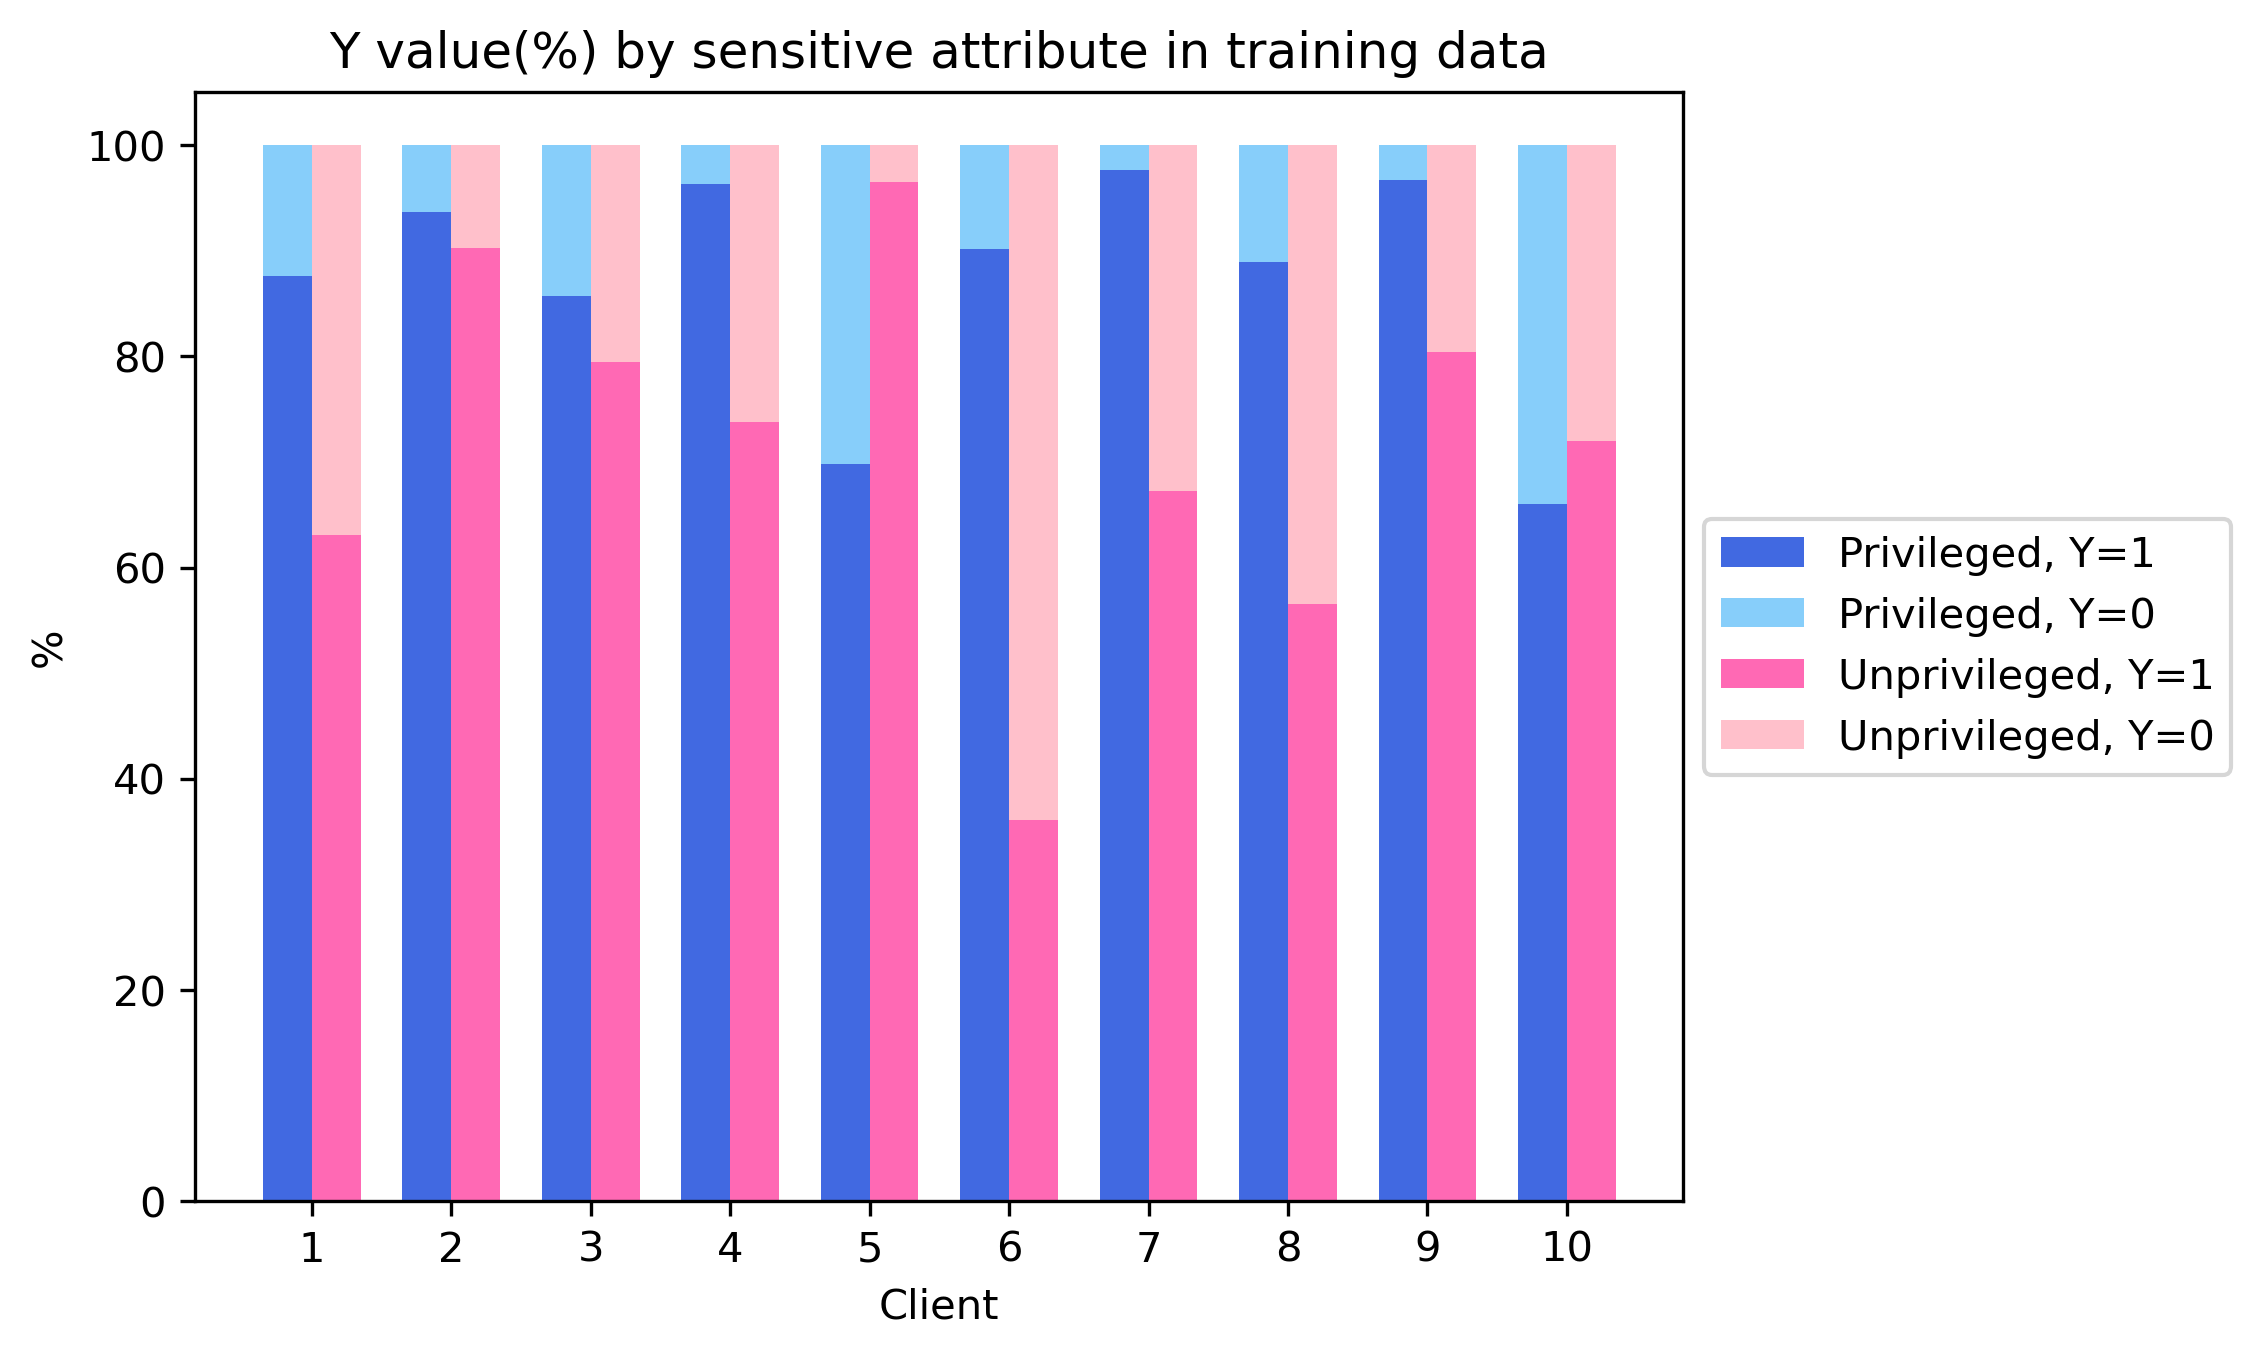 Y value(%) by sensitive attribute in training data
100
80
60
40
20
0
%
1 2 3 4 5 6 7 8 9 10
Client
Privileged, Y=1
Privileged, Y=0
Unprivileged, Y=1
Unprivileged, Y=0